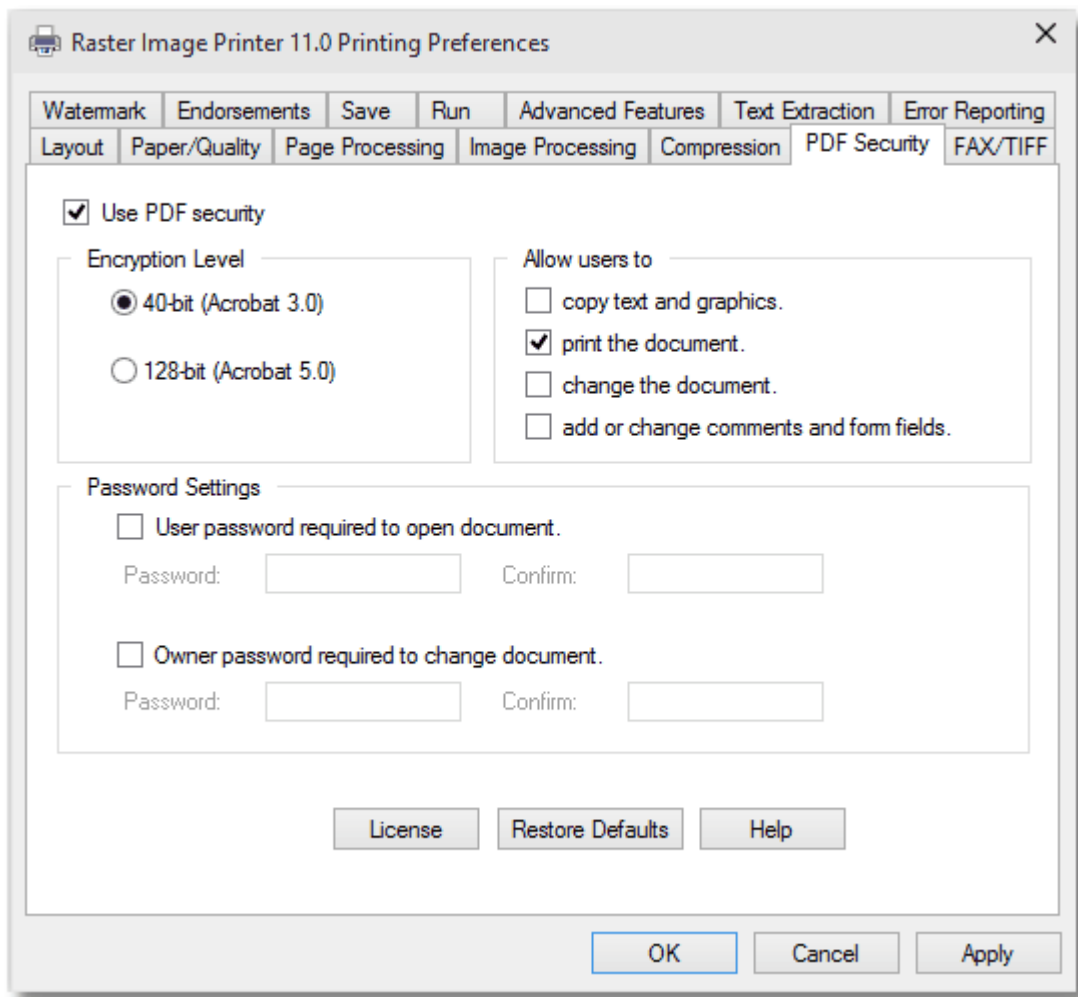 Raster Image Printer 11.0 Printing Preferences
Watermark Endorsements Save Run Advanced Features Text Extraction Error Reporting
Layout Paper/Quality Page Processing Image Processing Compression PDF Security FAX/TIFF
Use PDF security
Encryption Level
40-bit (Acrobat 3.0)
128-bit (Acrobat 5.0)
Allow users to
copy text and graphics.
print the document.
change the document.
add or change comments and form fields.
Password Settings
User password required to open document.
Password: Confirm:
Owner password required to change document.
Password: Confirm:
License Restore Defaults Help
OK Cancel Apply